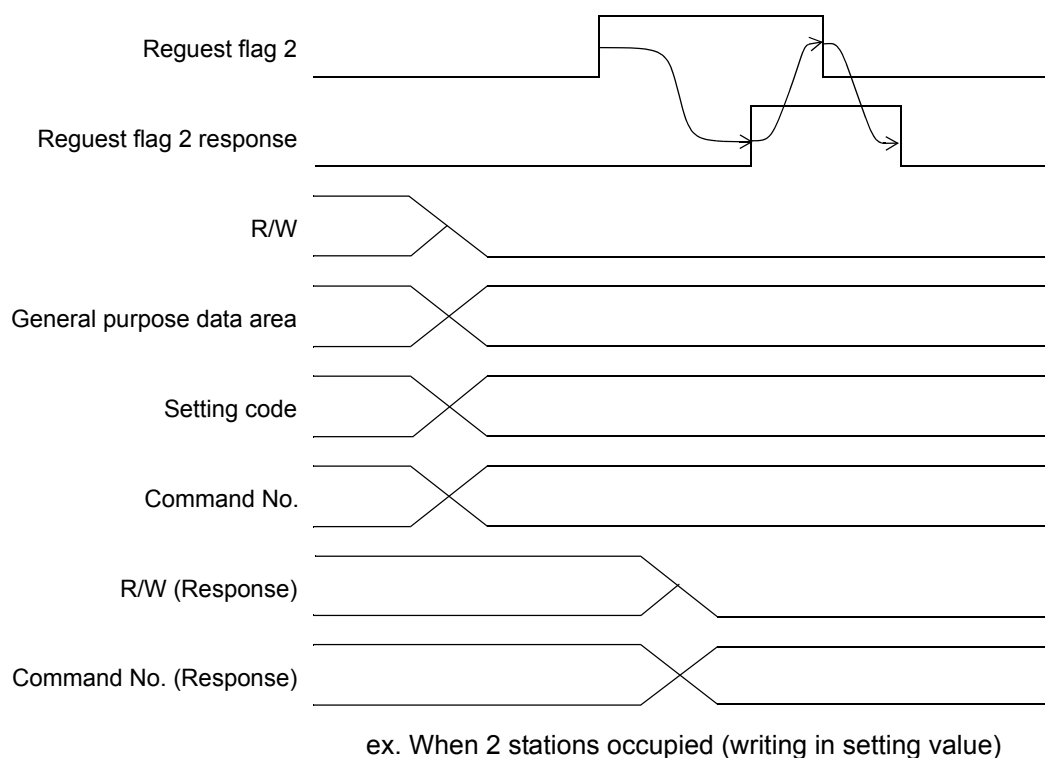 Reguest flag 2
Reguest flag 2 response
R/W
General purpose data area
Setting code
Command No.
R/W (Response)
Command No. (Response)
ex. When 2 stations occupied (writing in setting value)